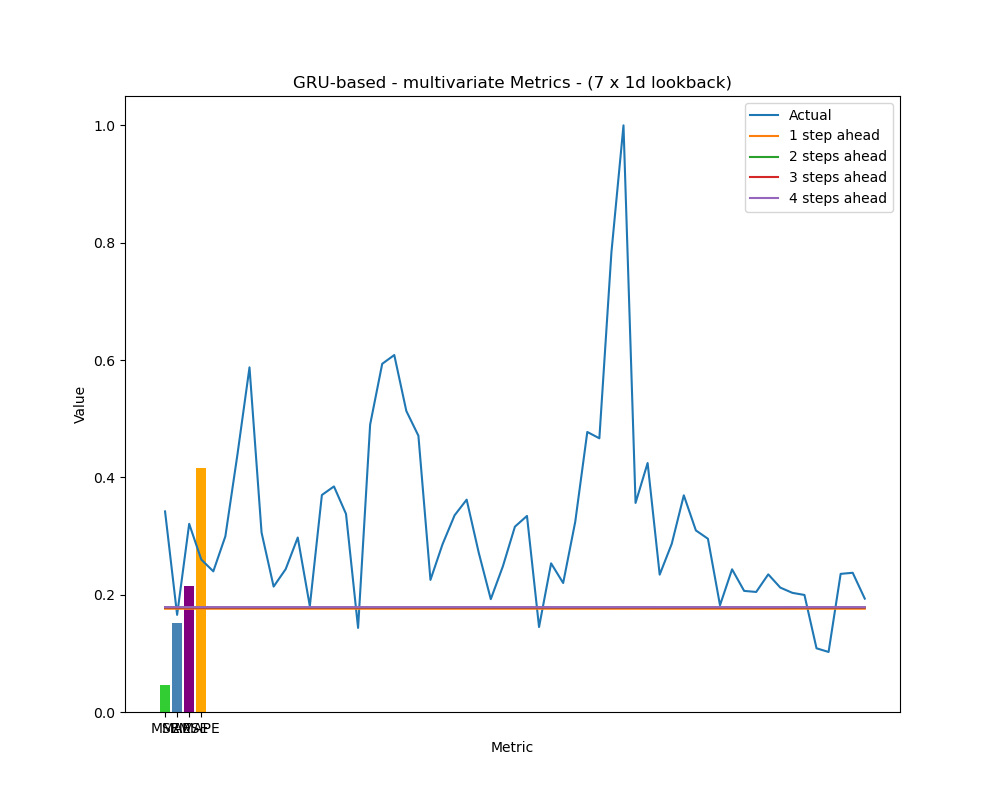 GRU-based - multivariate Metrics - (7 x 1d lookback)
Actual
1 step ahead
2 steps ahead
3 steps ahead
4 steps ahead
1.0
0.8
0.6
0.4
0.2
0.0
Value
Metric